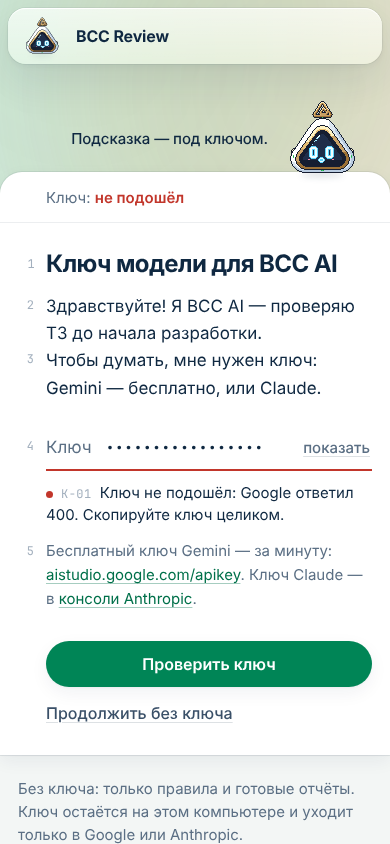 BCC Review
Подсказка — под ключом.
Ключ: не подошёл
1 Ключ модели для BCC AI
2 Здравствуйте! Я BCC AI — проверяю
ТЗ до начала разработки.
3 Чтобы думать, мне нужен ключ:
Gemini — бесплатно, или Claude.
4 Ключ •••••••••••••••• показать
K-01 Ключ не подошёл: Google ответил
400. Скопируйте ключ целиком.
5 Бесплатный ключ Gemini — за минуту:
aistudio.google.com/apikey. Ключ Claude —
в консоли Anthropic.
Проверить ключ
Продолжить без ключа
Без ключа: только правила и готовые отчёты.
Ключ остаётся на этом компьютере и уходит
только в Google или Anthropic.